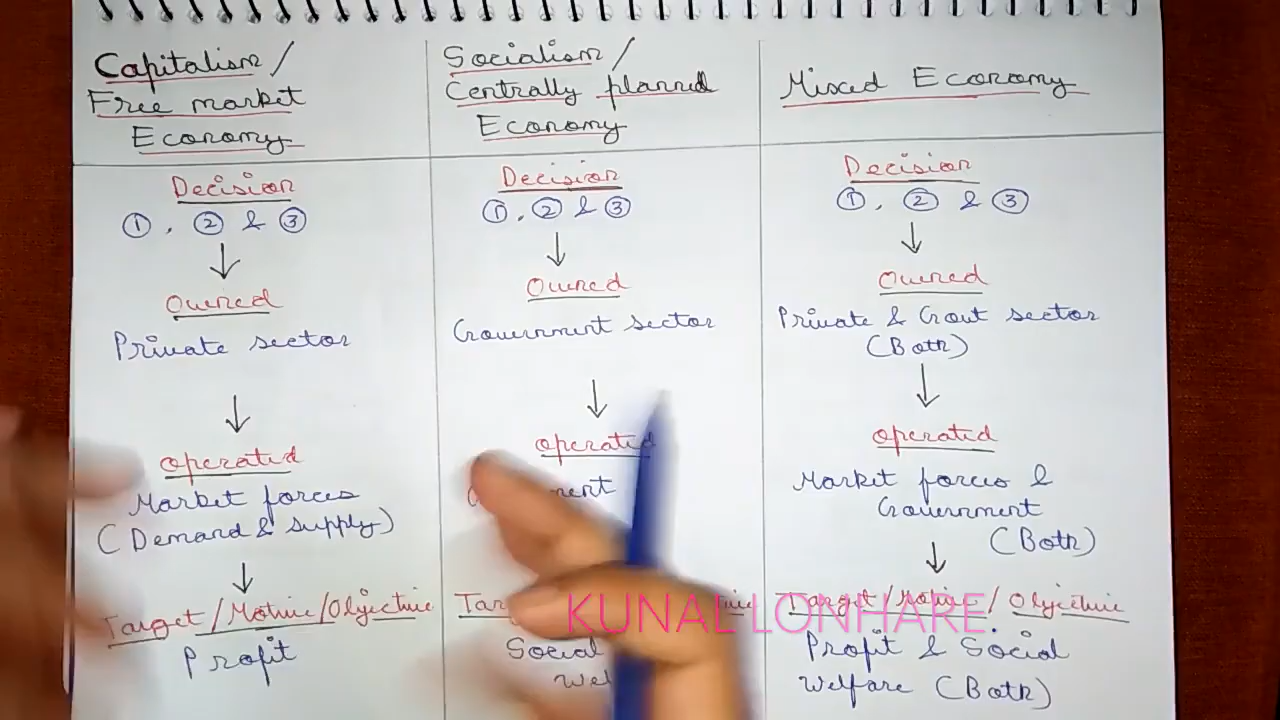 Capitalism /
Free market
Economy
Decision
①, ② & ③
Owned
Private sector
Operated
Market forces
(Demand & supply)
Target/Motive/Objective
Profit
Socialism /
Centrally planned
Economy
Decision
①, ② & ③
Owned
Government sector
Operated
Social
Mixed Economy
Decision
①, ② & ③
Owned
Private & Govt sector
(Both)
Operated
Market forces &
Government
(Both)
Target/Motive/Objective
Profit & Social
Welfare (Both)
KUNAL LONHARE